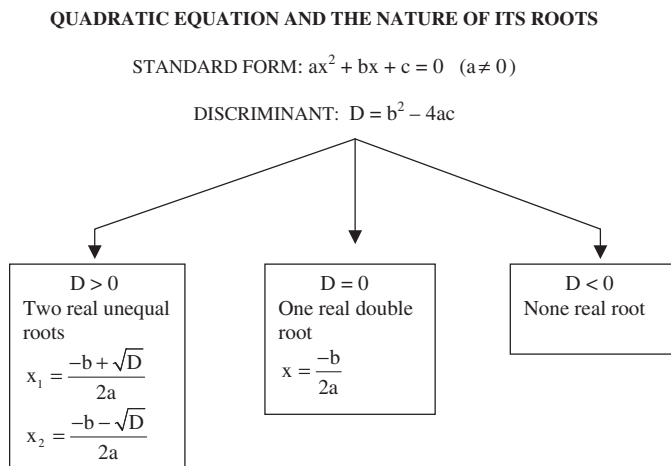 QUADRATIC EQUATION AND THE NATURE OF ITS ROOTS
STANDARD FORM: ax² + bx + c = 0 (a ≠ 0)
DISCRIMINANT: D = b² – 4ac
D > 0
Two real unequal
roots
x₁ = (–b + √D) / 2a
x₂ = (–b – √D) / 2a
D = 0
One real double
root
x = –b / 2a
D < 0
None real root